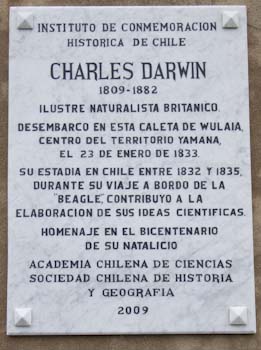 INSTITUTO DE CONMEMORACION
HISTORICA DE CHILE
CHARLES DARWIN
1809-1882
ILUSTRE NATURALISTA BRITANICO.
DESEMBARCO EN ESTA CALETA DE WULAIA,
CENTRO DEL TERRITORIO YAMANA,
EL 23 DE ENERO DE 1833.
SU ESTADIA EN CHILE ENTRE 1832 Y 1835,
DURANTE SU VIAJE A BORDO DE LA
"BEAGLE", CONTRIBUYO A LA
ELABORACION DE SUS IDEAS CIENTIFICAS.
HOMENAJE EN EL BICENTENARIO
DE SU NATALICIO
ACADEMIA CHILENA DE CIENCIAS
SOCIEDAD CHILENA DE HISTORIA
Y GEOGRAFIA
2009